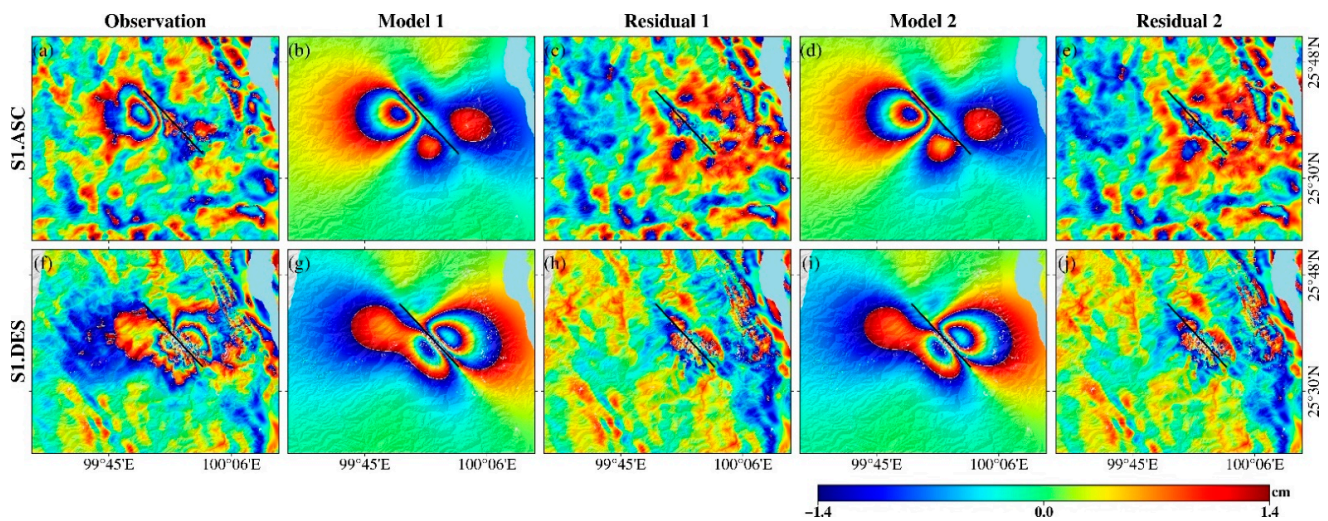 Observation Model 1 Residual 1 Model 2 Residual 2
S1.ASC
(a) (b) (c) (d) (e)
25°48'N
25°30'N
S1.DES
(f) (g) (h) (i) (j)
25°48'N
25°30'N
99°45'E 100°06'E 99°45'E 100°06'E 99°45'E 100°06'E 99°45'E 100°06'E 99°45'E 100°06'E
cm
−1.4 0.0 1.4